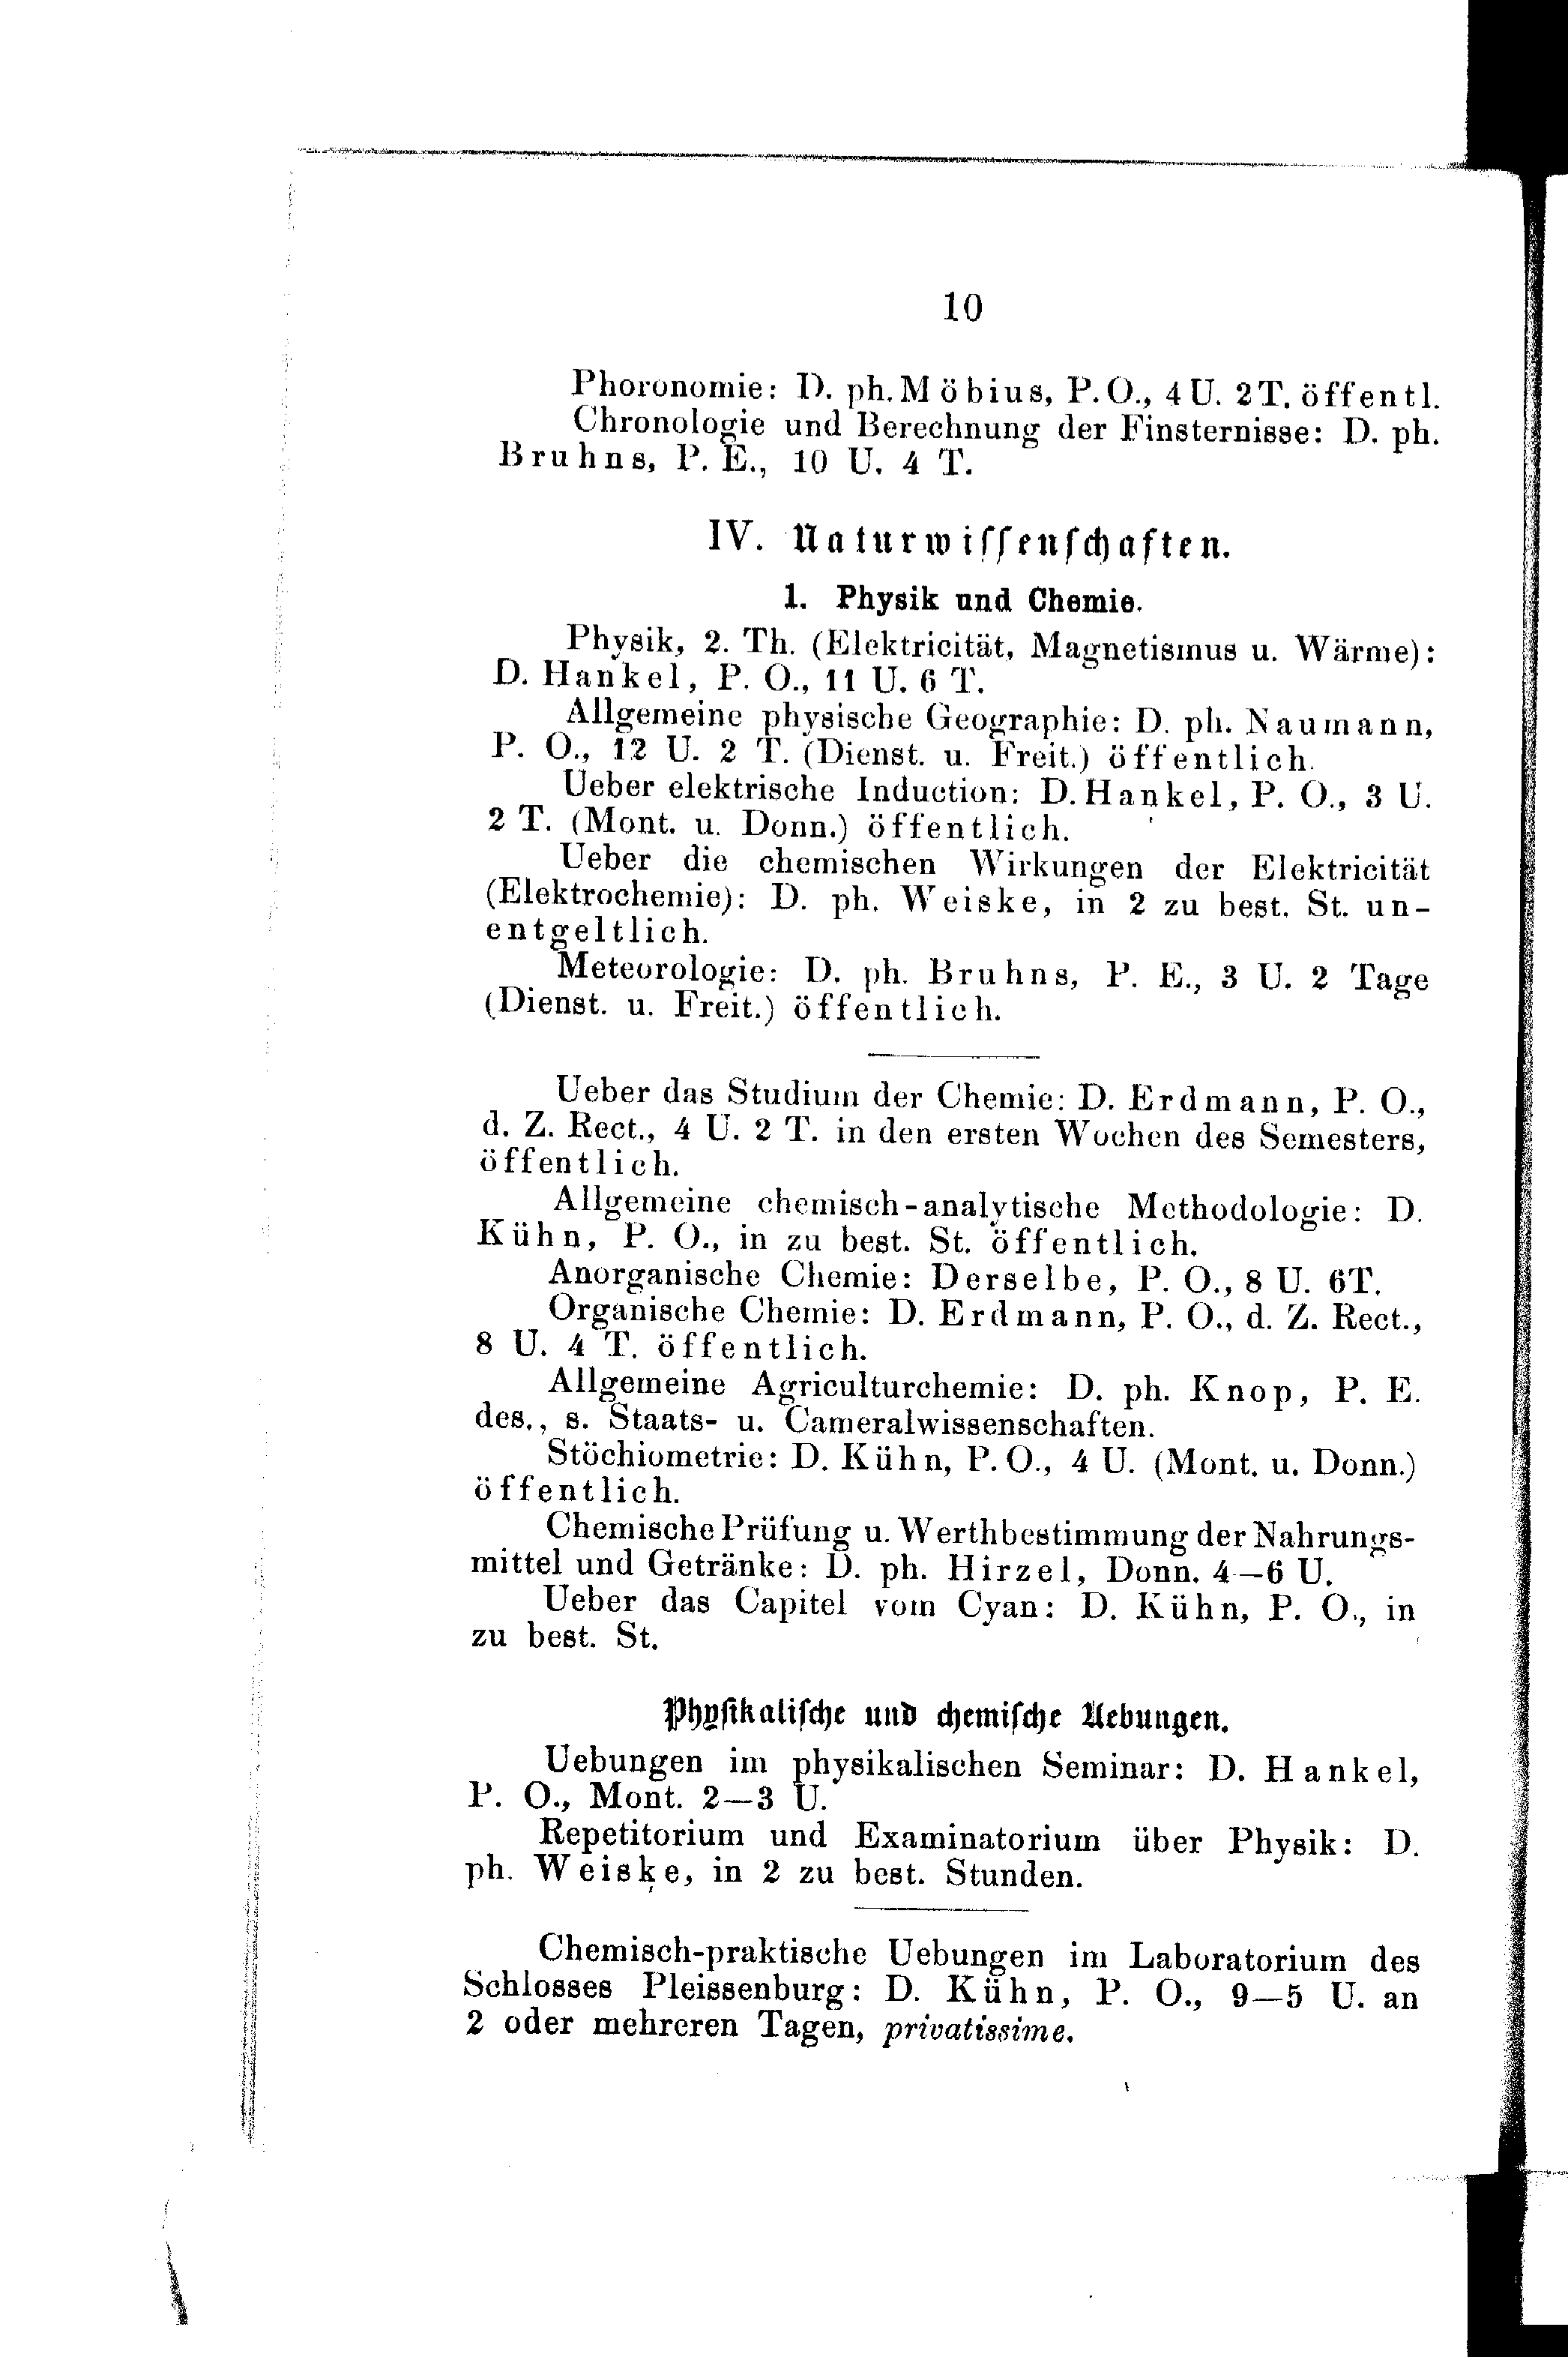 10
Phoronomie: D. ph. Möbius, P. O., 4 U. 2 T. öffentl.
Chronologie und Berechnung der Finsternisse: D. ph.
Bruhns, P. E., 10 U. 4 T.
IV. Naturwissenschaften.
1. Physik und Chemie.
Physik, 2. Th. (Elektricität, Magnetismus u. Wärme):
D. Hankel, P. O., 11 U. 6 T.
Allgemeine physische Geographie: D. ph. Naumann,
P. O., 12 U. 2 T. (Dienst. u. Freit.) öffentlich.
Ueber elektrische Induction: D. Hankel, P. O., 3 U.
2 T. (Mont. u. Donn.) öffentlich.
Ueber die chemischen Wirkungen der Elektricität
(Elektrochemie): D. ph. Weiske, in 2 zu best. St. un-
entgeltlich.
Meteorologie: D. ph. Bruhns, P. E., 3 U. 2 Tage
(Dienst. u. Freit.) öffentlich.
Ueber das Studium der Chemie: D. Erdmann, P. O.,
d. Z. Rect., 4 U. 2 T. in den ersten Wochen des Semesters,
öffentlich.
Allgemeine chemisch-analytische Methodologie: D.
Kühn, P. O., in zu best. St. öffentlich.
Anorganische Chemie: Derselbe, P. O., 8 U. 6T.
Organische Chemie: D. Erdmann, P. O., d. Z. Rect.,
8 U. 4 T. öffentlich.
Allgemeine Agriculturchemie: D. ph. Knop, P. E.
des., s. Staats- u. Cameralwissenschaften.
Stöchiometrie: D. Kühn, P. O., 4 U. (Mont. u. Donn.)
öffentlich.
Chemische Prüfung u. Werthbestimmung der Nahrungs-
mittel und Getränke: D. ph. Hirzel, Donn. 4—6 U.
Ueber das Capitel vom Cyan: D. Kühn, P. O., in
zu best. St.
Physikalische und chemische Uebungen.
Uebungen im physikalischen Seminar: D. Hankel,
P. O., Mont. 2—3 U.
Repetitorium und Examinatorium über Physik: D.
ph. Weiske, in 2 zu best. Stunden.
Chemisch-praktische Uebungen im Laboratorium des
Schlosses Pleissenburg: D. Kühn, P. O., 9—5 U. an
2 oder mehreren Tagen, privatissime.